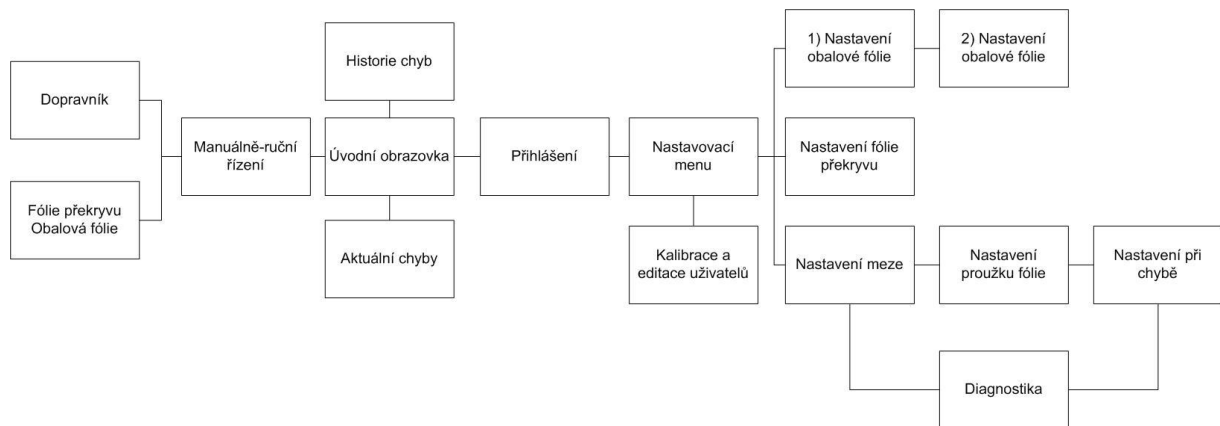 Dopravník
Fólie překryvu
Obalová fólie
Manuálně-ruční
řízení
Historie chyb
Úvodní obrazovka
Aktuální chyby
Přihlášení
Nastavovací
menu
Kalibrace a
editace uživatelů
1) Nastavení
obalové fólie
2) Nastavení
obalové fólie
Nastavení fólie
překryvu
Nastavení meze
Nastavení
proužku fólie
Nastavení při
chybě
Diagnostika